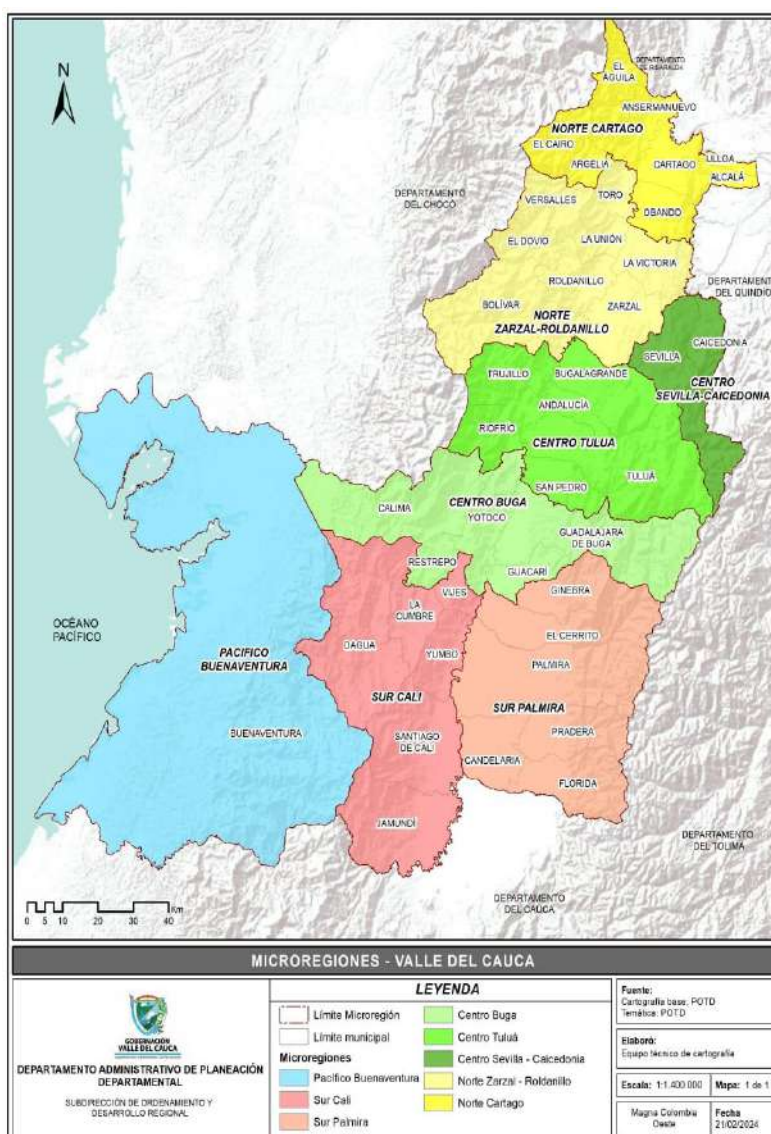 N
EL
ÁGUILA
DEPARTAMENTO
DE RISARALDA
ANSERMANUEVO
NORTE CARTAGO
EL CAIRO
ARGELIA
CARTAGO
ULLOA
ALCALÁ
DEPARTAMENTO
DEL CHOCÓ
VERSALLES
TORO
OBANDO
EL DOVIO
LA UNIÓN
LA VICTORIA
ROLDANILLO
DEPARTAMENTO
DEL QUINDIO
BOLÍVAR
ZARZAL
NORTE
ZARZAL-ROLDANILLO
CAICEDONIA
SEVILLA
CENTRO
SEVILLA-CAICEDONIA
TRUJILLO
BUGALAGRANDE
ANDALUCÍA
RIOFRÍO
CENTRO TULUA
SAN PEDRO
TULUÁ
CALIMA
CENTRO BUGA
YOTOCO
GUADALAJARA
DE BUGA
RESTREPO
GUACARÍ
VIJES
GINEBRA
LA
CUMBRE
OCÉANO
PACÍFICO
EL CERRITO
DAGUA
YUMBO
PALMIRA
PACIFICO
BUENAVENTURA
SUR CALI
SUR PALMIRA
BUENAVENTURA
SANTIAGO
DE CALI
PRADERA
CANDELARIA
FLORIDA
JAMUNDÍ
DEPARTAMENTO
DEL TOLIMA
DEPARTAMENTO
DEL CAUCA
Km
0 5 10 20 30 40
MICROREGIONES - VALLE DEL CAUCA
GOBERNACIÓN
VALLE DEL CAUCA
DEPARTAMENTO ADMINISTRATIVO DE PLANEACIÓN
DEPARTAMENTAL
SUBDIRECCIÓN DE ORDENAMIENTO Y
DESARROLLO REGIONAL
LEYENDA
Límite Microregión
Límite municipal
Microregiones
Pacífico Buenaventura
Sur Cali
Sur Palmira
Centro Buga
Centro Tuluá
Centro Sevilla - Caicedonia
Norte Zarzal - Roldanillo
Norte Cartago
Fuente:
Cartografía base: POTD
Temática: POTD
Elaboró:
Equipo técnico de cartografía
Escala: 1:1.400.000
Mapa: 1 de 1
Magna Colombia
Oeste
Fecha
21/02/2024